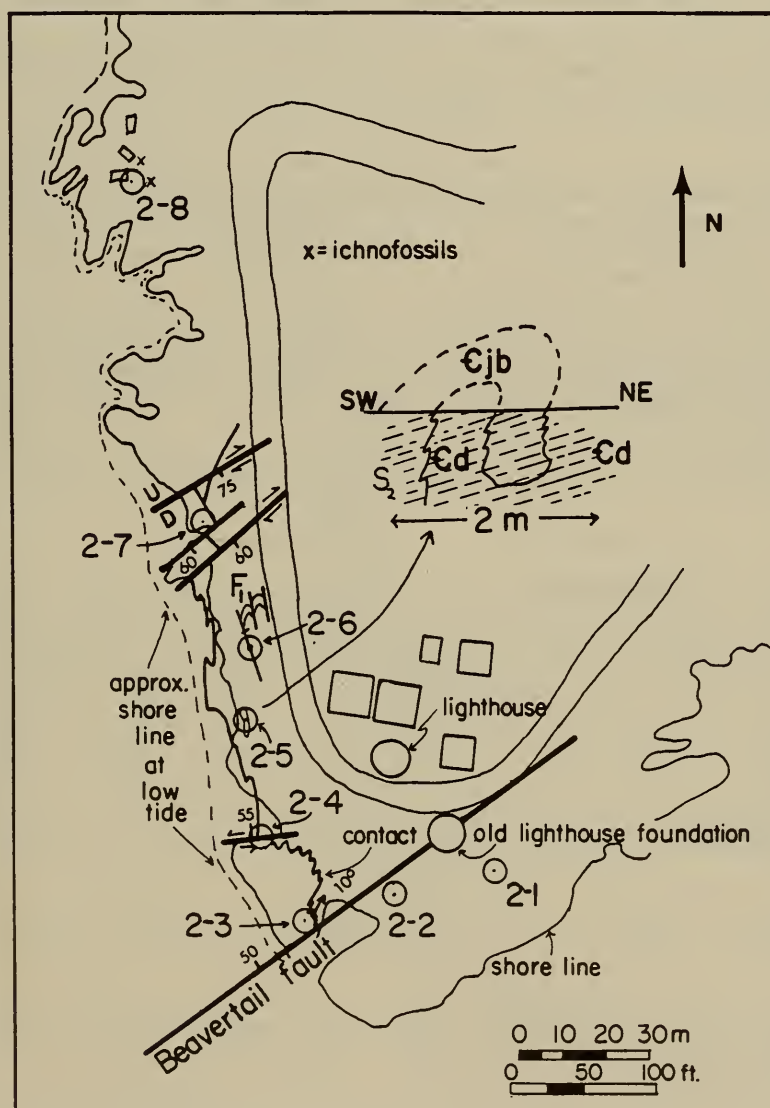 2-8
N
x = ichnofossils
x
x
Єjb
SW
NE
Єd
Єd
S2
2 m
U
D
75
2-7
60
60
F1
2-6
approx.
shore
line
at
low
tide
lighthouse
2-5
55
2-4
contact
old lighthouse foundation
10°
2-1
2-2
2-3
50
Beavertail fault
shore line
0 10 20 30 m
0 50 100 ft.